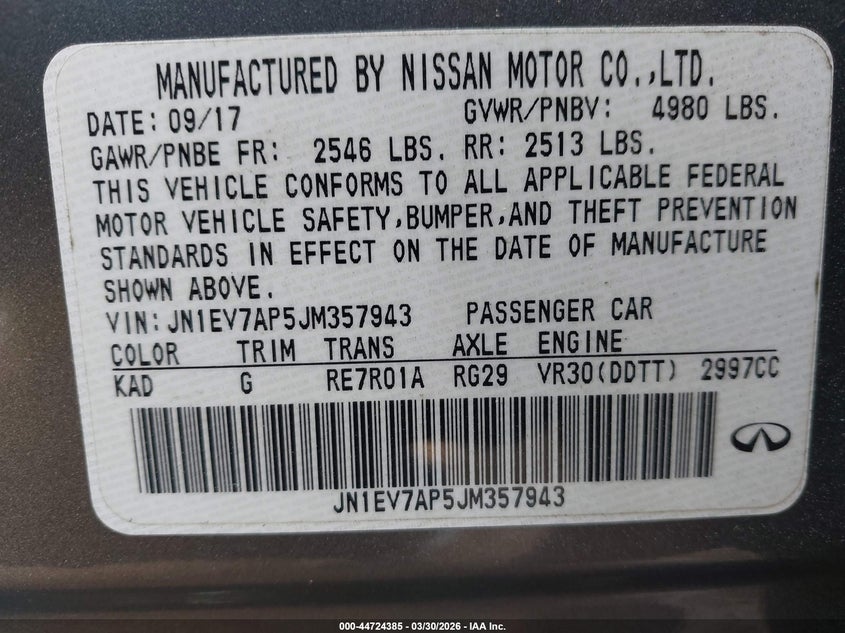 MANUFACTURED BY NISSAN MOTOR CO.,LTD.
DATE: 09/17 GVWR/PNBV: 4980 LBS.
GAWR/PNBE FR: 2546 LBS. RR: 2513 LBS.
THIS VEHICLE CONFORMS TO ALL APPLICABLE FEDERAL
MOTOR VEHICLE SAFETY,BUMPER,AND THEFT PREVENTION
STANDARDS IN EFFECT ON THE DATE OF MANUFACTURE
SHOWN ABOVE.
VIN: JN1EV7AP5JM357943 PASSENGER CAR
COLOR TRIM TRANS AXLE ENGINE
KAD G RE7R01A RG29 VR30(DDTT) 2997CC
JN1EV7AP5JM357943
000-44724385 - 03/30/2026 - IAA Inc.